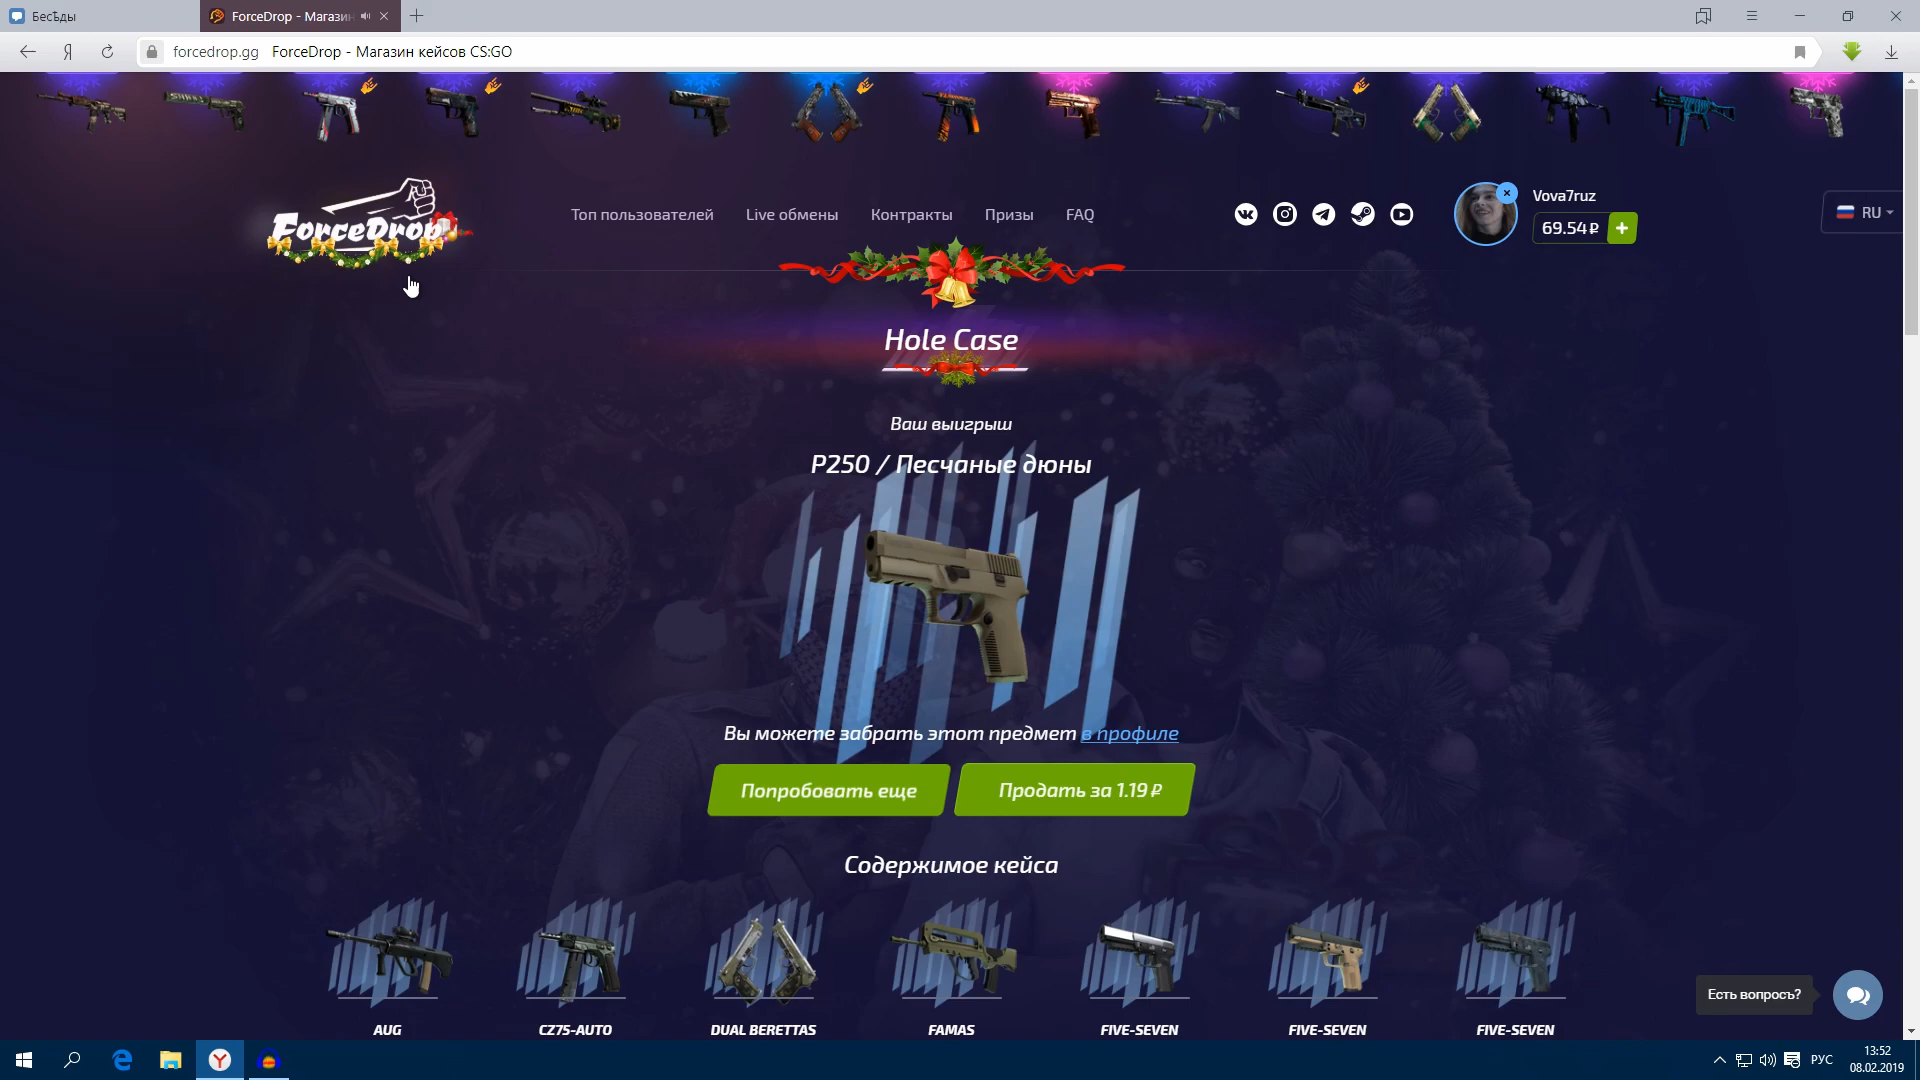 БесѢды
ForceDrop - Магазин
forcedrop.gg ForceDrop - Магазин кейсов CS:GO
ForceDrop
Топ пользователей Live обмены Контракты Призы FAQ
Vova7ruz
69.54₽ +
RU
Hole Case
Ваш выигрыш
P250 / Песчаные дюны
Вы можете забрать этот предмет в профиле
Попробовать еще Продать за 1.19 ₽
Содержимое кейса
AUG CZ75-AUTO DUAL BERETTAS FAMAS FIVE-SEVEN FIVE-SEVEN FIVE-SEVEN
Есть вопросъ?
РУС
13:52
08.02.2019